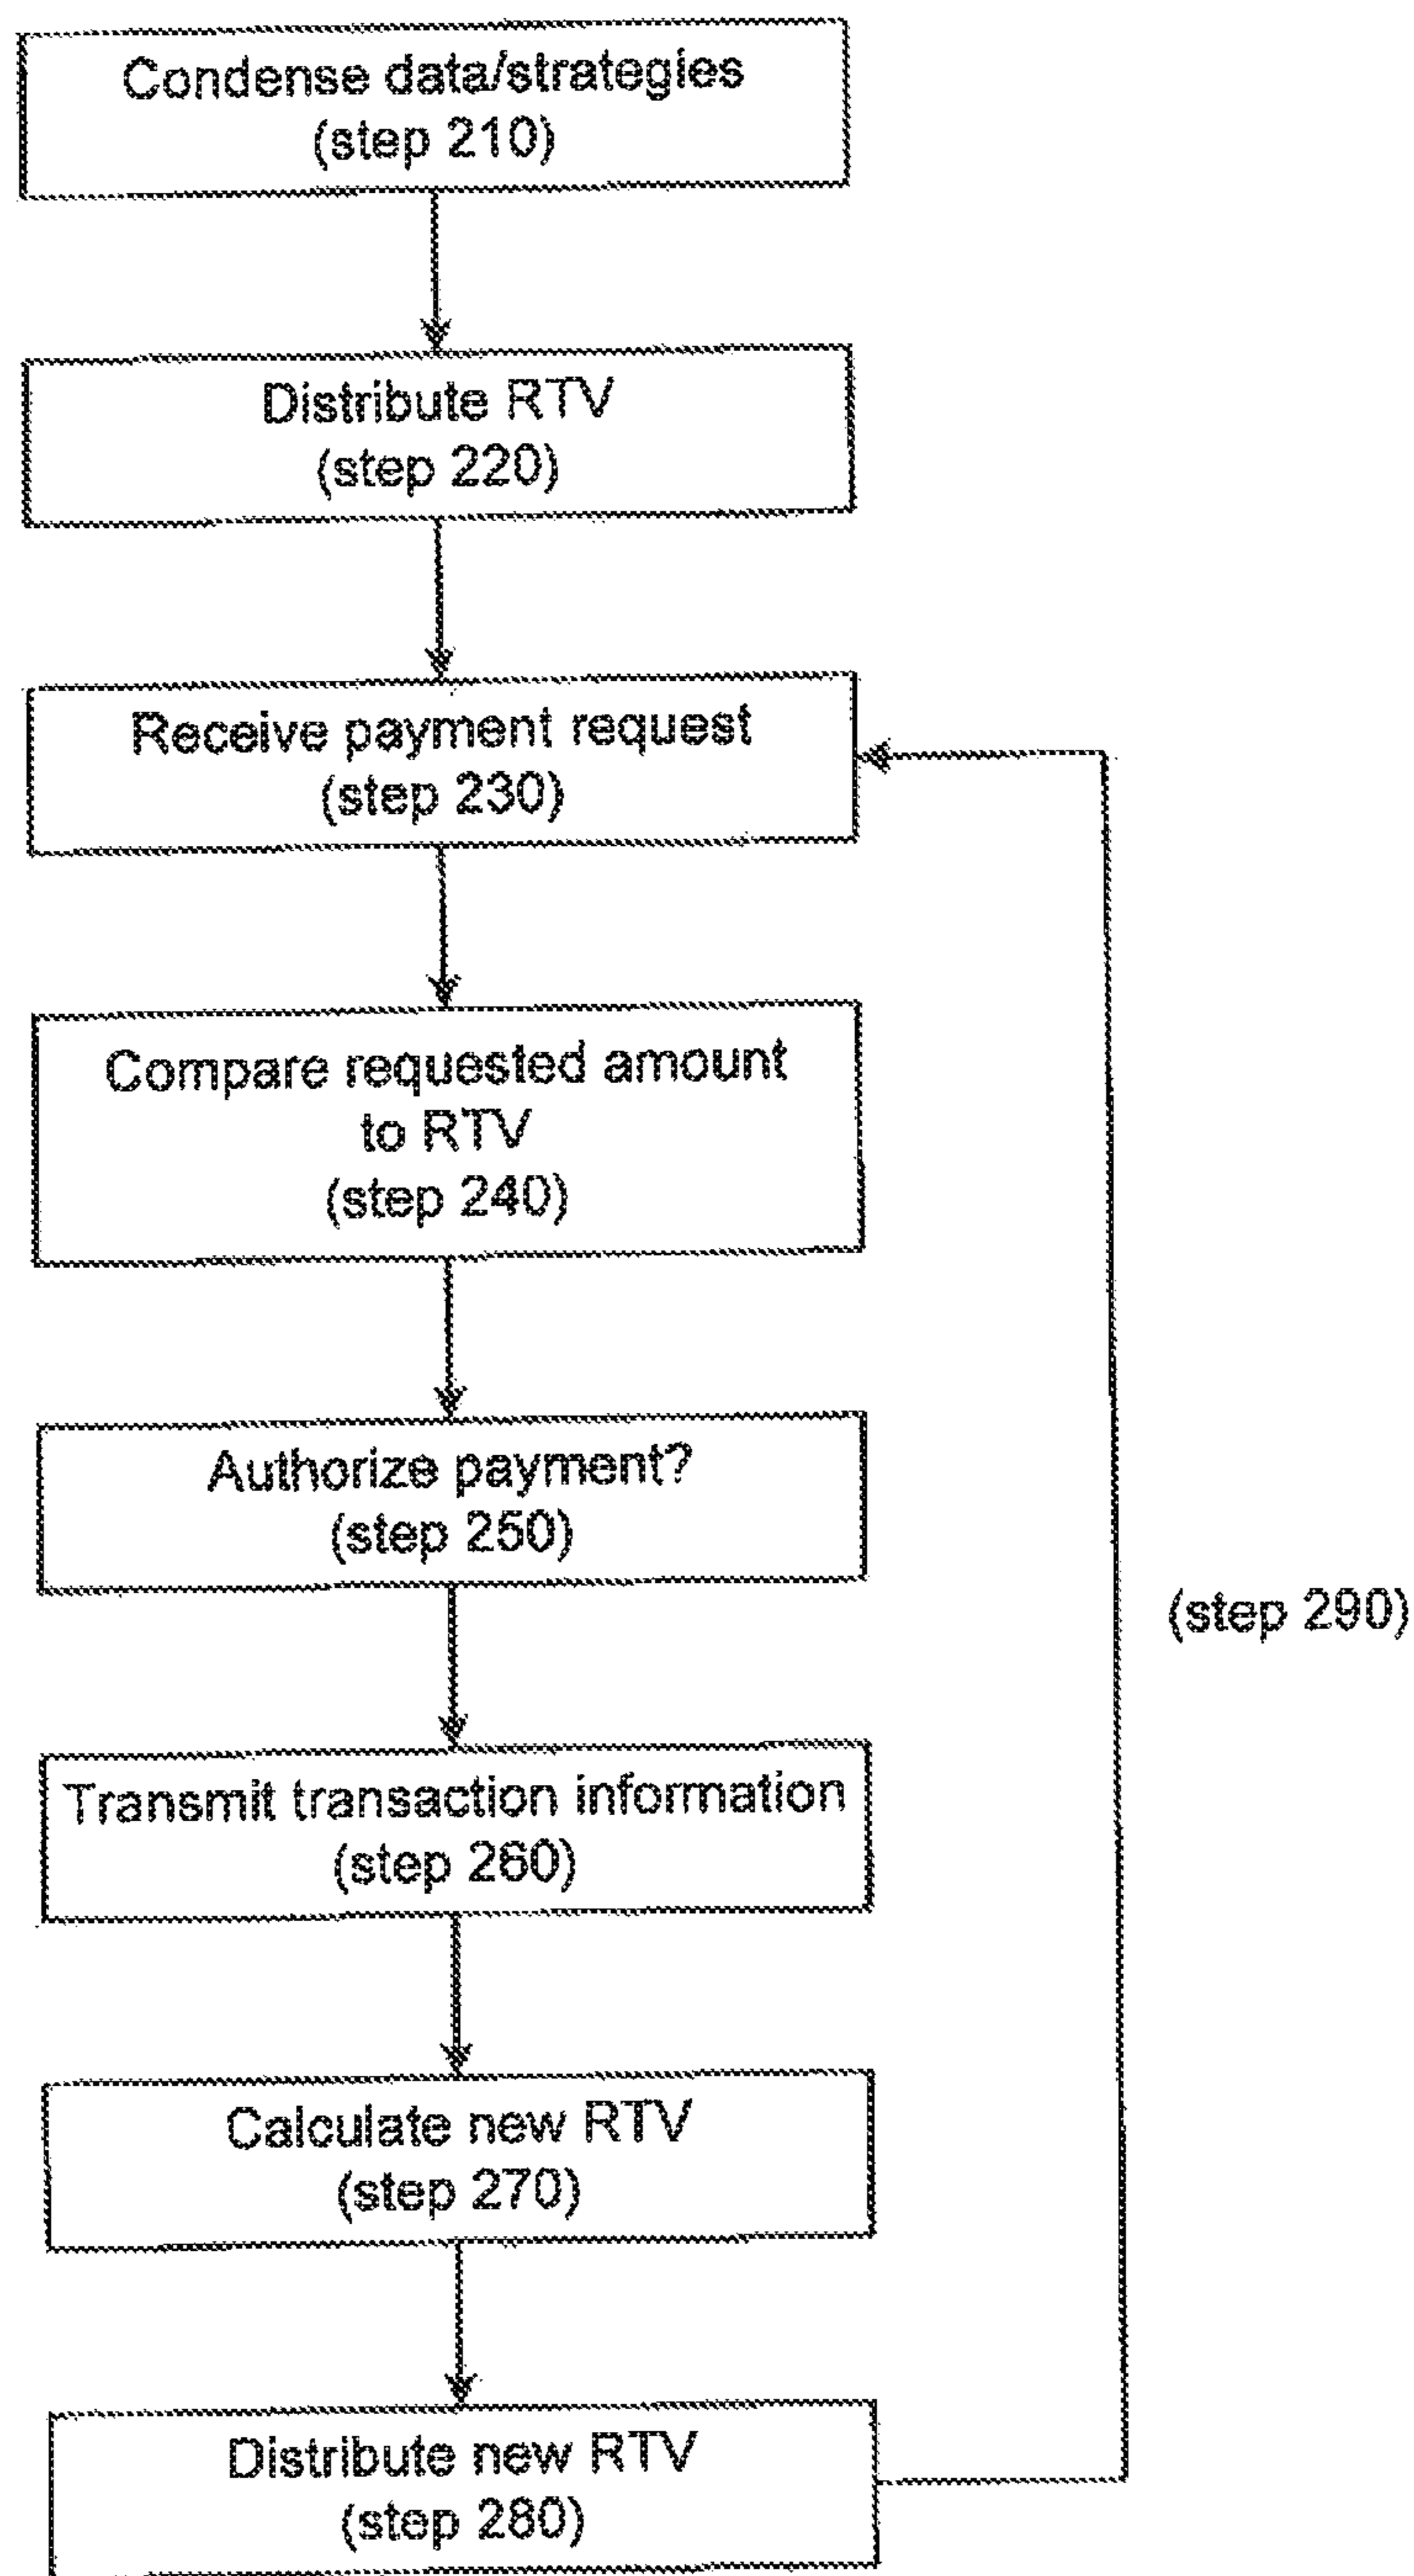 Condense data/strategies
(step 210)
Distribute RTV
(step 220)
Receive payment request
(step 230)
Compare requested amount
to RTV
(step 240)
Authorize payment?
(step 250)
(step 290)
Transmit transaction information
(step 260)
Calculate new RTV
(step 270)
Distribute new RTV
(step 280)